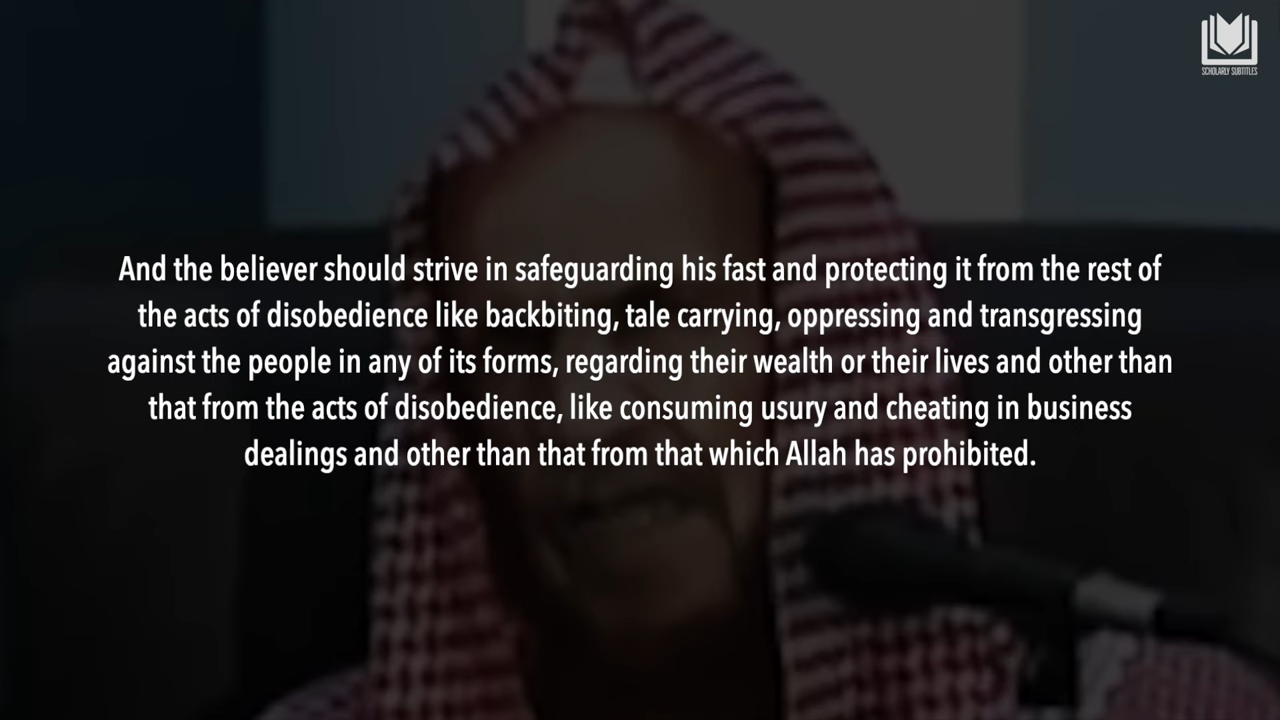 SCHOLARLY SUBTITLES
And the believer should strive in safeguarding his fast and protecting it from the rest of
the acts of disobedience like backbiting, tale carrying, oppressing and transgressing
against the people in any of its forms, regarding their wealth or their lives and other than
that from the acts of disobedience, like consuming usury and cheating in business
dealings and other than that from that which Allah has prohibited.